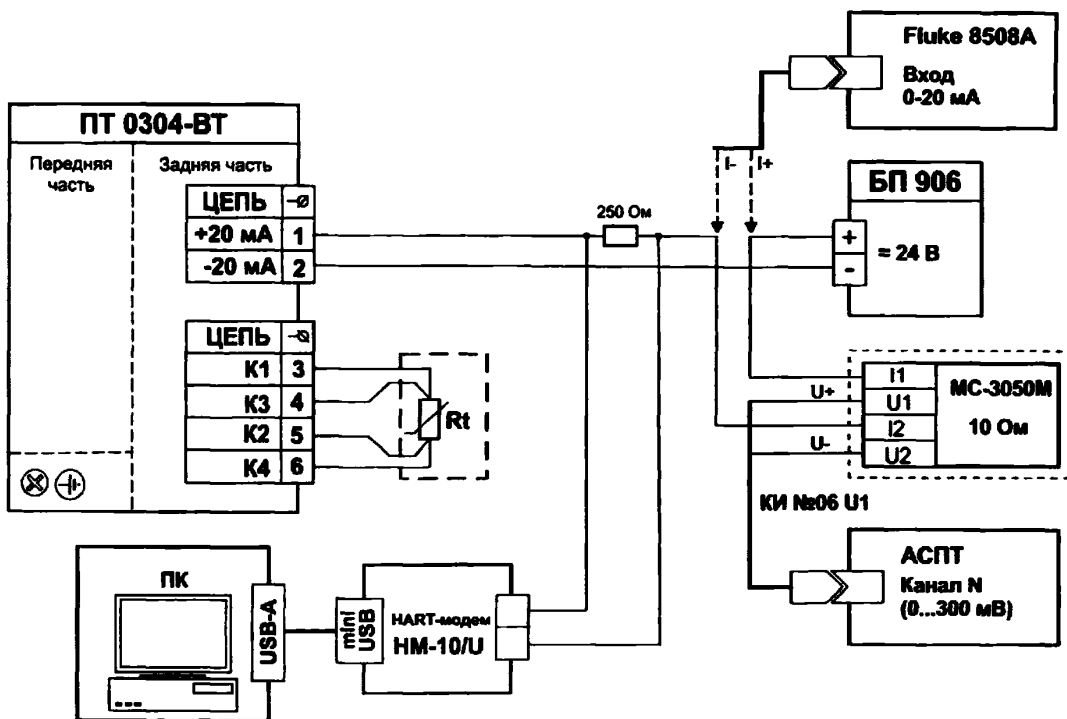 Fluke 8508A
Вход
0-20 мА
ПТ 0304-ВТ
Передняя
часть
Задняя часть
ЦЕПЬ
+20 мА 1
-20 мА 2
ЦЕПЬ
К1 3
К3 4
К2 5
К4 6
Rt
250 Ом
I- I+
БП 906
+
-
= 24 В
I1
U1
I2
U2
МС-3050М
10 Ом
U+
U-
КИ №06 U1
АСПТ
Канал N
(0...300 мВ)
ПК
USB-A
mini
USB
HART-модем
НМ-10/U